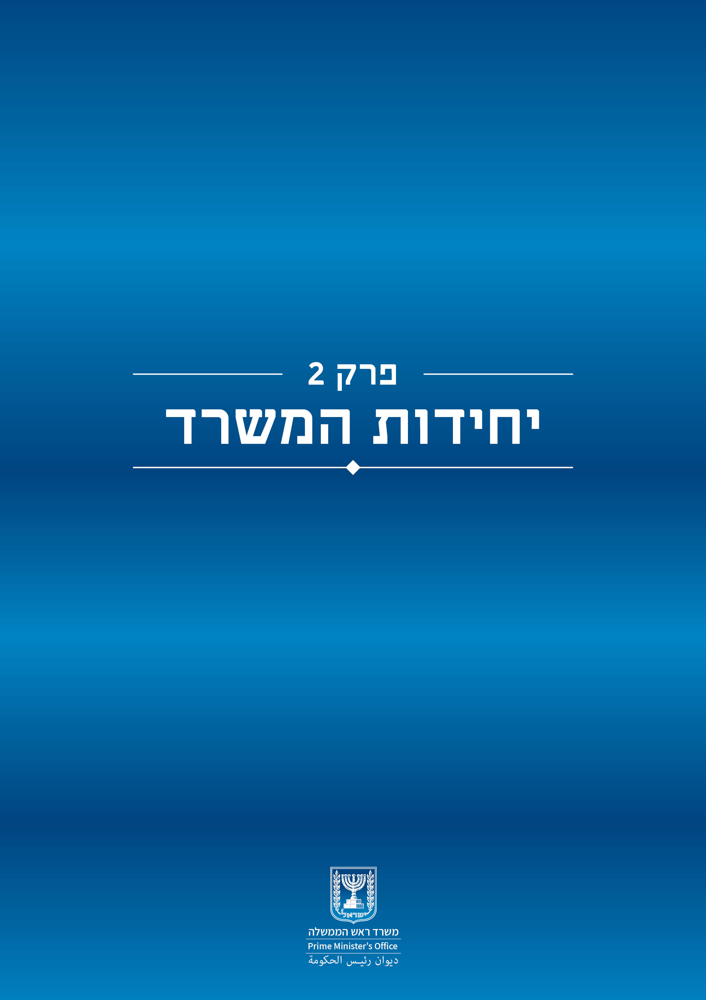 פרק 2
יחידות המשרד
ישראל
משרד ראש הממשלה
Prime Minister’s Office
ديوان رئيس الحكومة